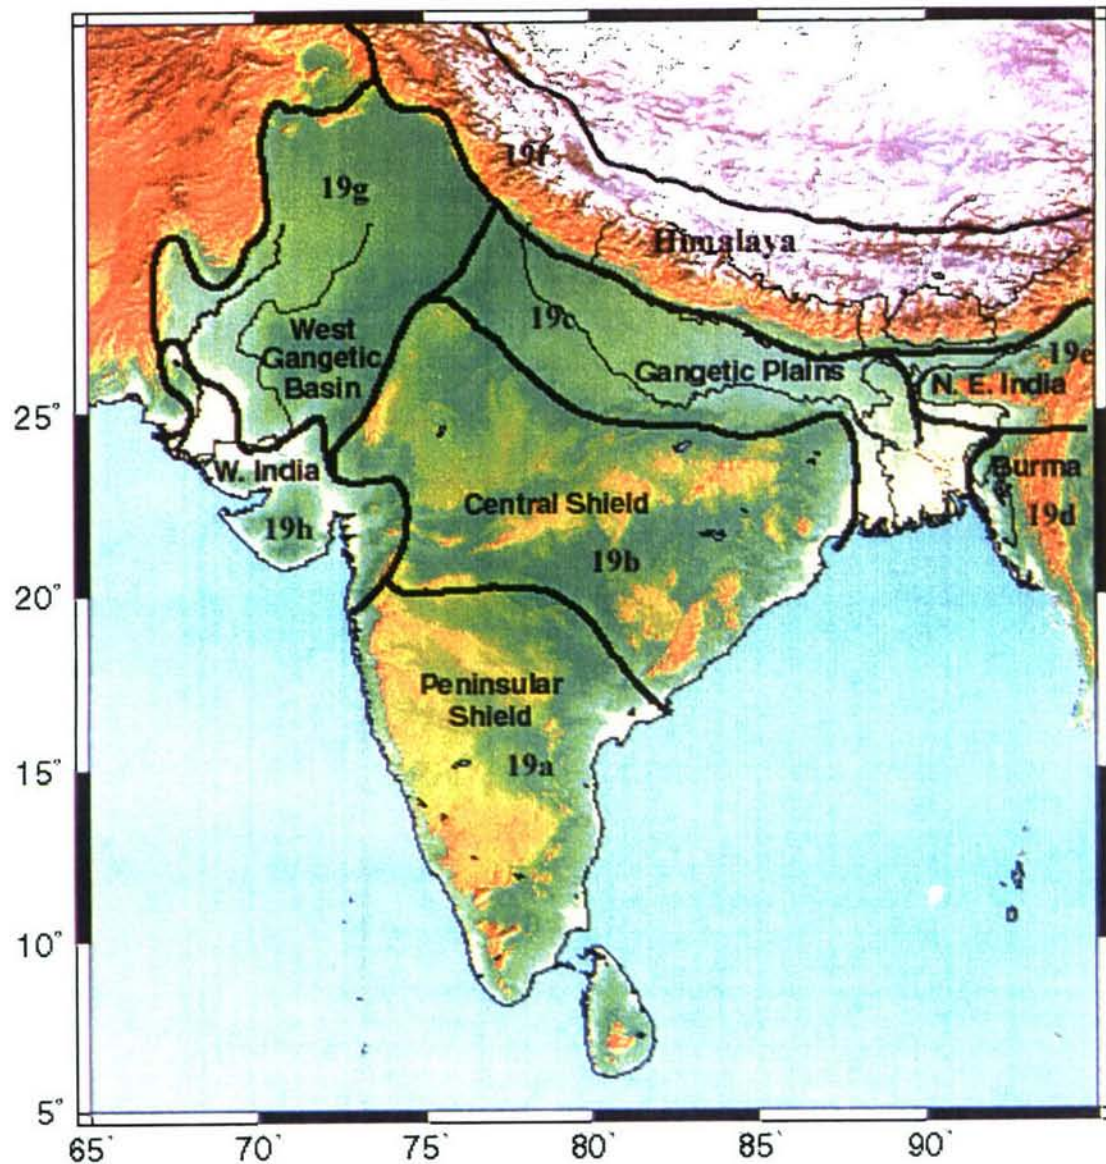 19f
19g
Himalaya
19c
West
Gangetic
Basin
Gangetic Plains
19e
N. E. India
25°
W. India
Burma
Central Shield
19h
19d
19b
20°
Peninsular
Shield
19a
15°
10°
5°
65
70
75
80
85
90